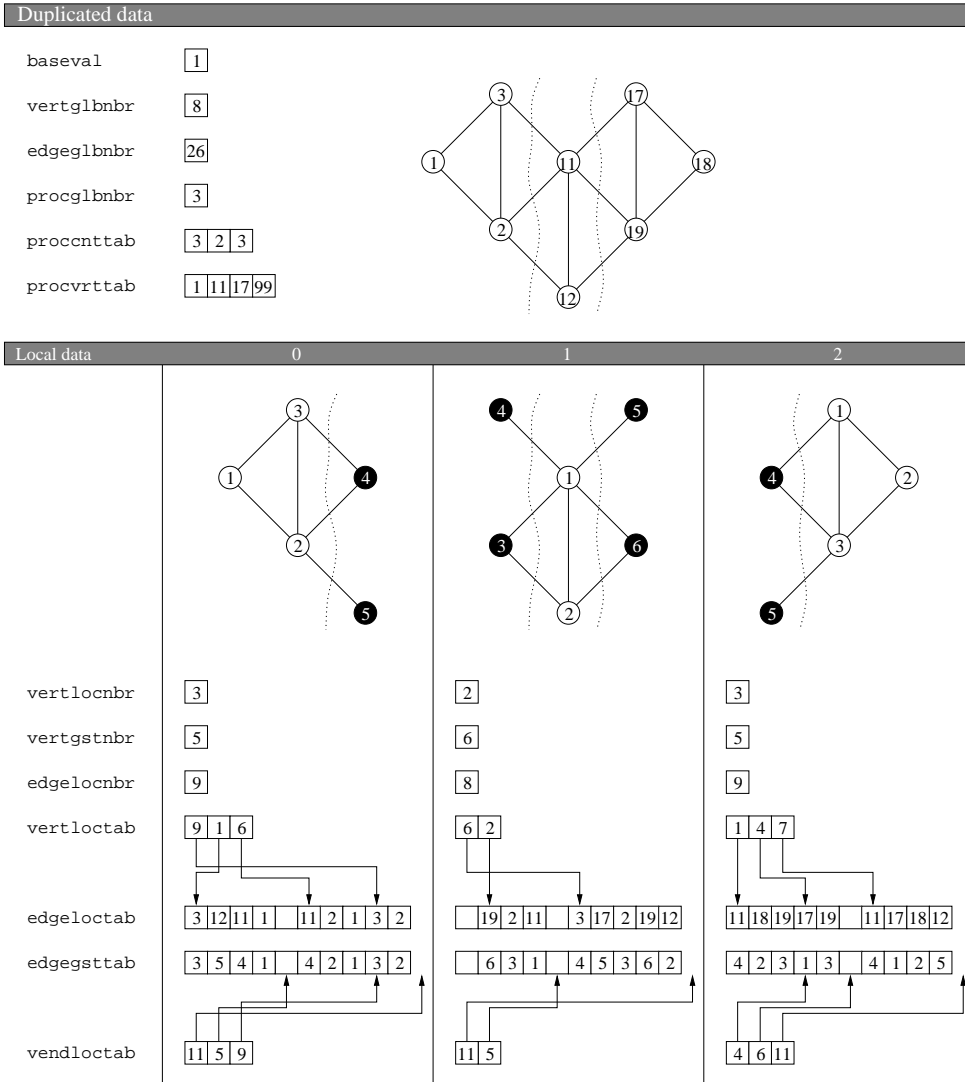 Duplicated data
baseval 1
vertglbnbr 8
edgeglbnbr 26
procglbnbr 3
proccnttab 3 2 3
procvrttab 1 11 17 99
3 17
1 11 18
2 19
12
Local data 0 1 2
3 4 5 1
1 4 1 4 2
2 3 6 3
5 2 5
vertlocnbr 3 2 3
vertgstnbr 5 6 5
edgelocnbr 9 8 9
vertloctab 9 1 6 6 2 1 4 7
edgeloctab 3 12 11 1 11 2 1 3 2 19 2 11 3 17 2 19 12 11 18 19 17 19 11 17 18 12
edgegsttab 3 5 4 1 4 2 1 3 2 6 3 1 4 5 3 6 2 4 2 3 1 3 4 1 2 5
vendloctab 11 5 9 11 5 4 6 11